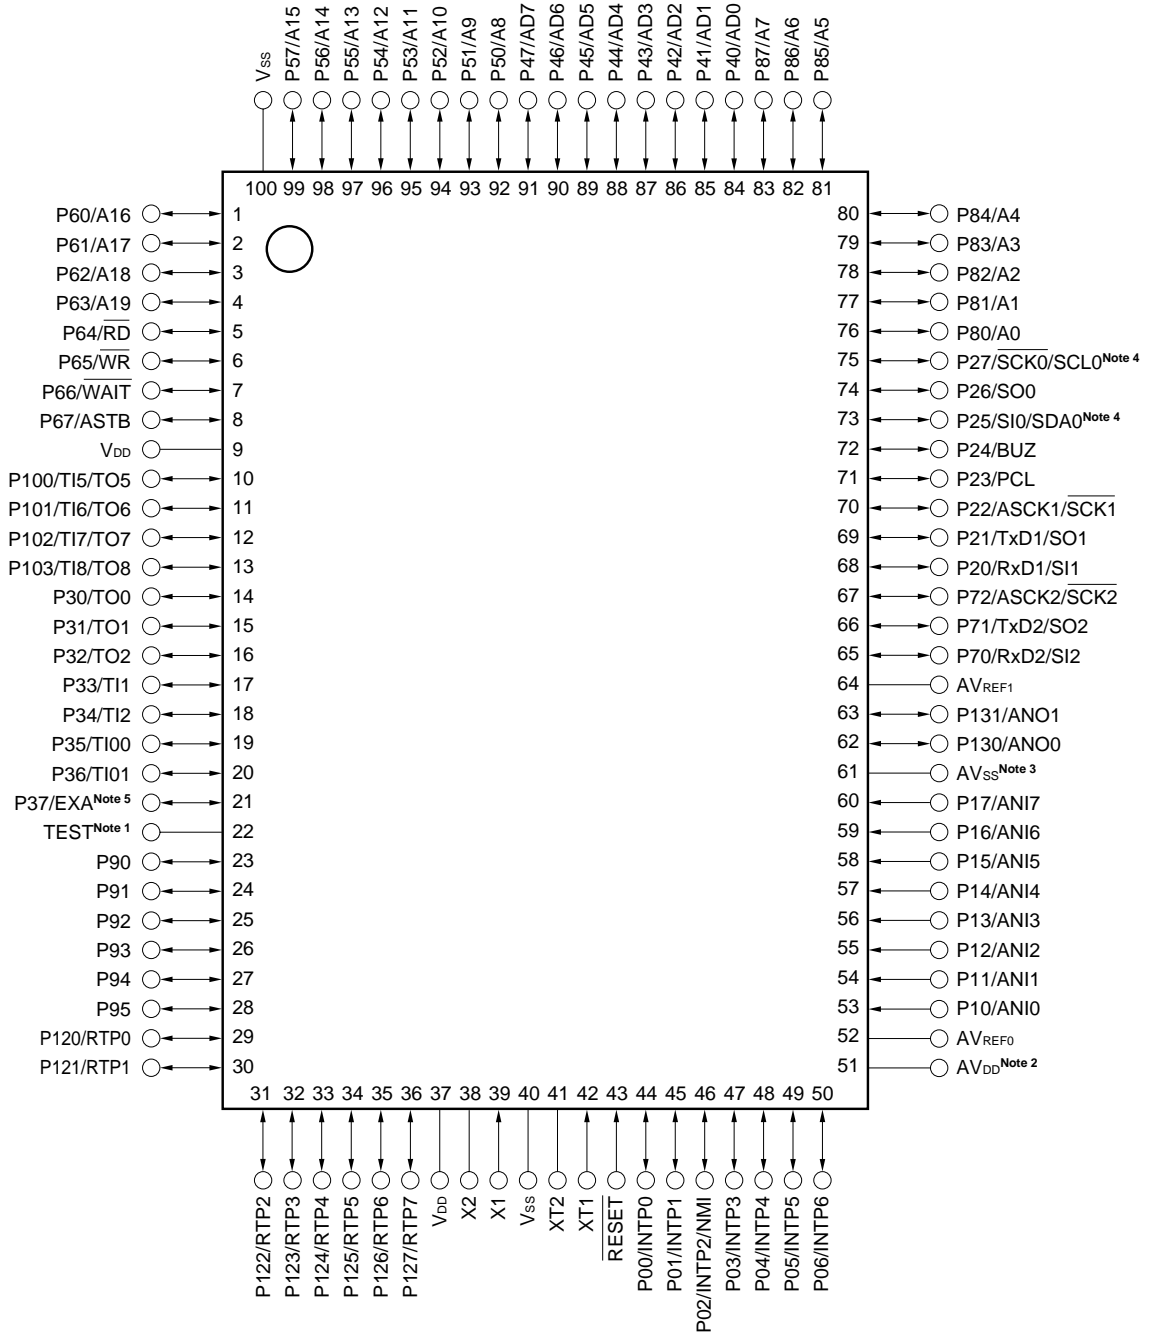 Vss P57/A15 P56/A14 P55/A13 P54/A12 P53/A11 P52/A10 P51/A9 P50/A8 P47/AD7 P46/AD6 P45/AD5 P44/AD4 P43/AD3 P42/AD2 P41/AD1 P40/AD0 P87/A7 P86/A6 P85/A5
100 99 98 97 96 95 94 93 92 91 90 89 88 87 86 85 84 83 82 81
P60/A16 1 80 P84/A4
P61/A17 2 79 P83/A3
P62/A18 3 78 P82/A2
P63/A19 4 77 P81/A1
P64/R̅D̅ 5 76 P80/A0
P65/W̅R̅ 6 75 P27/S̅C̅K̅0̅/SCL0Note 4
P66/W̅A̅I̅T̅ 7 74 P26/SO0
P67/ASTB 8 73 P25/SI0/SDA0Note 4
VDD 9 72 P24/BUZ
P100/TI5/TO5 10 71 P23/PCL
P101/TI6/TO6 11 70 P22/ASCK1/S̅C̅K̅1̅
P102/TI7/TO7 12 69 P21/TxD1/SO1
P103/TI8/TO8 13 68 P20/RxD1/SI1
P30/TO0 14 67 P72/ASCK2/S̅C̅K̅2̅
P31/TO1 15 66 P71/TxD2/SO2
P32/TO2 16 65 P70/RxD2/SI2
P33/TI1 17 64 AVREF1
P34/TI2 18 63 P131/ANO1
P35/TI00 19 62 P130/ANO0
P36/TI01 20 61 AVssNote 3
P37/EXANote 5 21 60 P17/ANI7
TESTNote 1 22 59 P16/ANI6
P90 23 58 P15/ANI5
P91 24 57 P14/ANI4
P92 25 56 P13/ANI3
P93 26 55 P12/ANI2
P94 27 54 P11/ANI1
P95 28 53 P10/ANI0
P120/RTP0 29 52 AVREF0
P121/RTP1 30 51 AVDDNote 2
31 32 33 34 35 36 37 38 39 40 41 42 43 44 45 46 47 48 49 50
P122/RTP2 P123/RTP3 P124/RTP4 P125/RTP5 P126/RTP6 P127/RTP7 VDD X2 X1 Vss XT2 XT1 R̅E̅S̅E̅T̅ P00/INTP0 P01/INTP1 P02/INTP2/NMI P03/INTP3 P04/INTP4 P05/INTP5 P06/INTP6